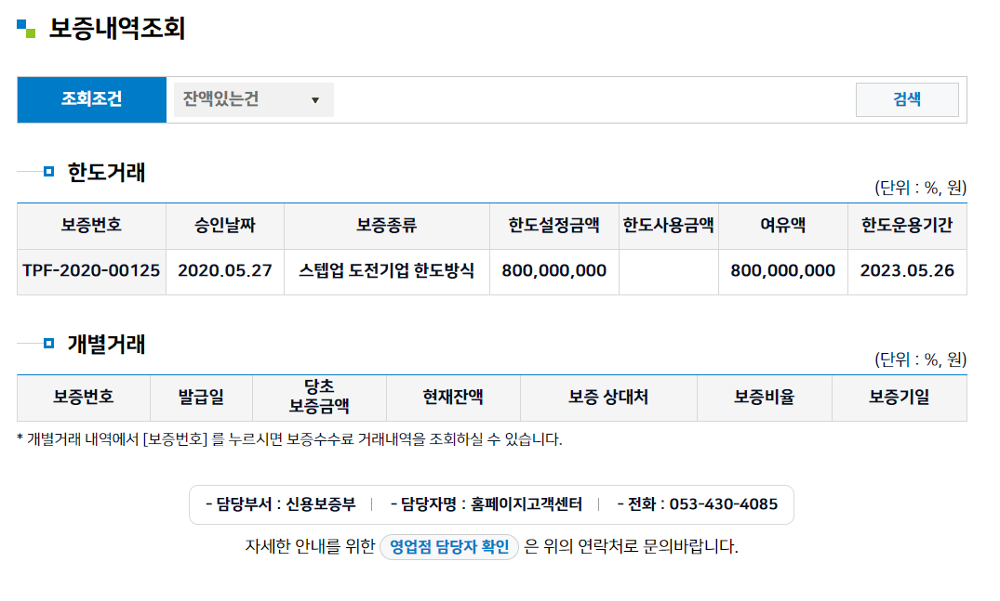 보증내역조회
조회조건 잔액있는건 ▼ 검색
한도거래
(단위 : %, 원)
보증번호 승인날짜 보증종류 한도설정금액 한도사용금액 여유액 한도운용기간
TPF-2020-00125 2020.05.27 스텝업 도전기업 한도방식 800,000,000 800,000,000 2023.05.26
개별거래
(단위 : %, 원)
보증번호 발급일 당초 보증금액 현재잔액 보증 상대처 보증비율 보증기일
* 개별거래 내역에서 [보증번호] 를 누르시면 보증수수료 거래내역을 조회하실 수 있습니다.
- 담당부서 : 신용보증부 | - 담당자명 : 홈페이지고객센터 | - 전화 : 053-430-4085
자세한 안내를 위한 영업점 담당자 확인 은 위의 연락처로 문의바랍니다.